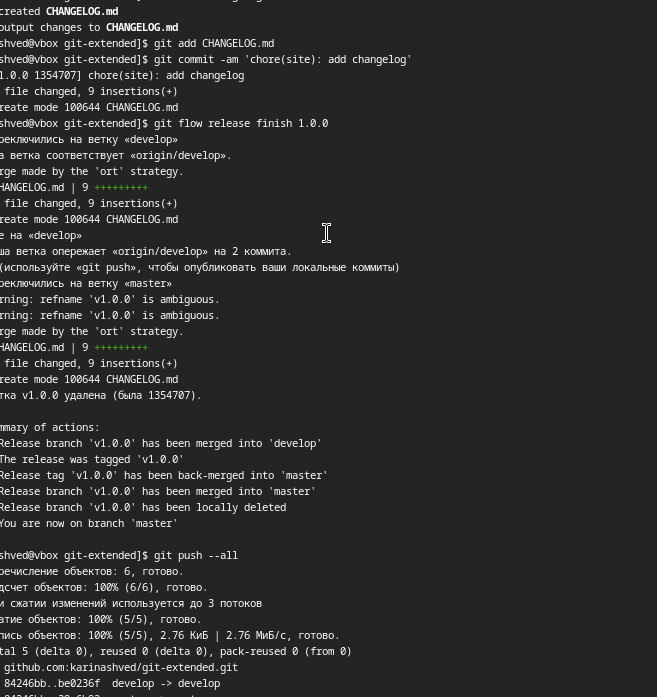 created CHANGELOG.md
output changes to CHANGELOG.md
shved@vbox git-extended]$ git add CHANGELOG.md
shved@vbox git-extended]$ git commit -am 'chore(site): add changelog'
1.0.0 1354707] chore(site): add changelog
file changed, 9 insertions(+)
reate mode 100644 CHANGELOG.md
shved@vbox git-extended]$ git flow release finish 1.0.0
реключились на ветку «develop»
а ветка соответствует «origin/develop».
rge made by the 'ort' strategy.
HANGELOG.md | 9 +++++++++
file changed, 9 insertions(+)
reate mode 100644 CHANGELOG.md
е на «develop»
ша ветка опережает «origin/develop» на 2 коммита.
(используйте «git push», чтобы опубликовать ваши локальные коммиты)
реключились на ветку «master»
rning: refname 'v1.0.0' is ambiguous.
rning: refname 'v1.0.0' is ambiguous.
rge made by the 'ort' strategy.
HANGELOG.md | 9 +++++++++
file changed, 9 insertions(+)
reate mode 100644 CHANGELOG.md
тка v1.0.0 удалена (была 1354707).
mmary of actions:
Release branch 'v1.0.0' has been merged into 'develop'
The release was tagged 'v1.0.0'
Release tag 'v1.0.0' has been back-merged into 'master'
Release branch 'v1.0.0' has been merged into 'master'
Release branch 'v1.0.0' has been locally deleted
You are now on branch 'master'
shved@vbox git-extended]$ git push --all
речисление объектов: 6, готово.
дсчет объектов: 100% (6/6), готово.
и сжатии изменений используется до 3 потоков
атие объектов: 100% (5/5), готово.
пись объектов: 100% (5/5), 2.76 КиБ | 2.76 МиБ/с, готово.
tal 5 (delta 0), reused 0 (delta 0), pack-reused 0 (from 0)
github.com:karinashved/git-extended.git
84246bb..be0236f develop -> develop